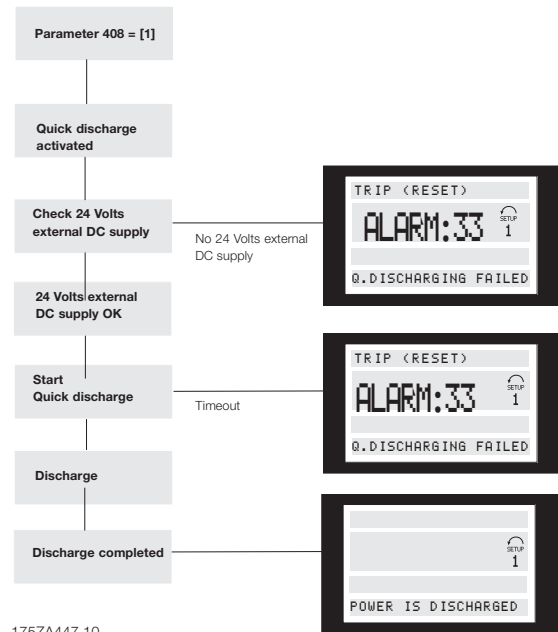 Parameter 408 = [1]
Quick discharge
activated
Check 24 Volts
external DC supply
No 24 Volts external
DC supply
TRIP (RESET)
ALARM:33
SETUP
1
Q.DISCHARGING FAILED
24 Volts external
DC supply OK
Start
Quick discharge
Timeout
TRIP (RESET)
ALARM:33
SETUP
1
Q.DISCHARGING FAILED
Discharge
Discharge completed
SETUP
1
POWER IS DISCHARGED
175ZA447.10